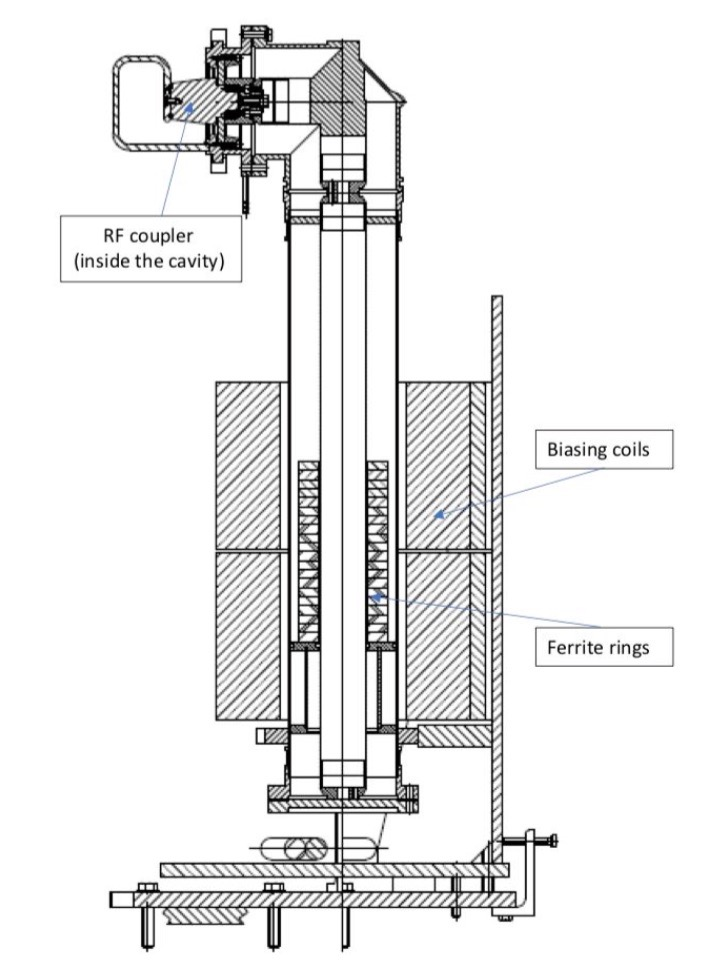 RF coupler
(inside the cavity)
Biasing coils
Ferrite rings